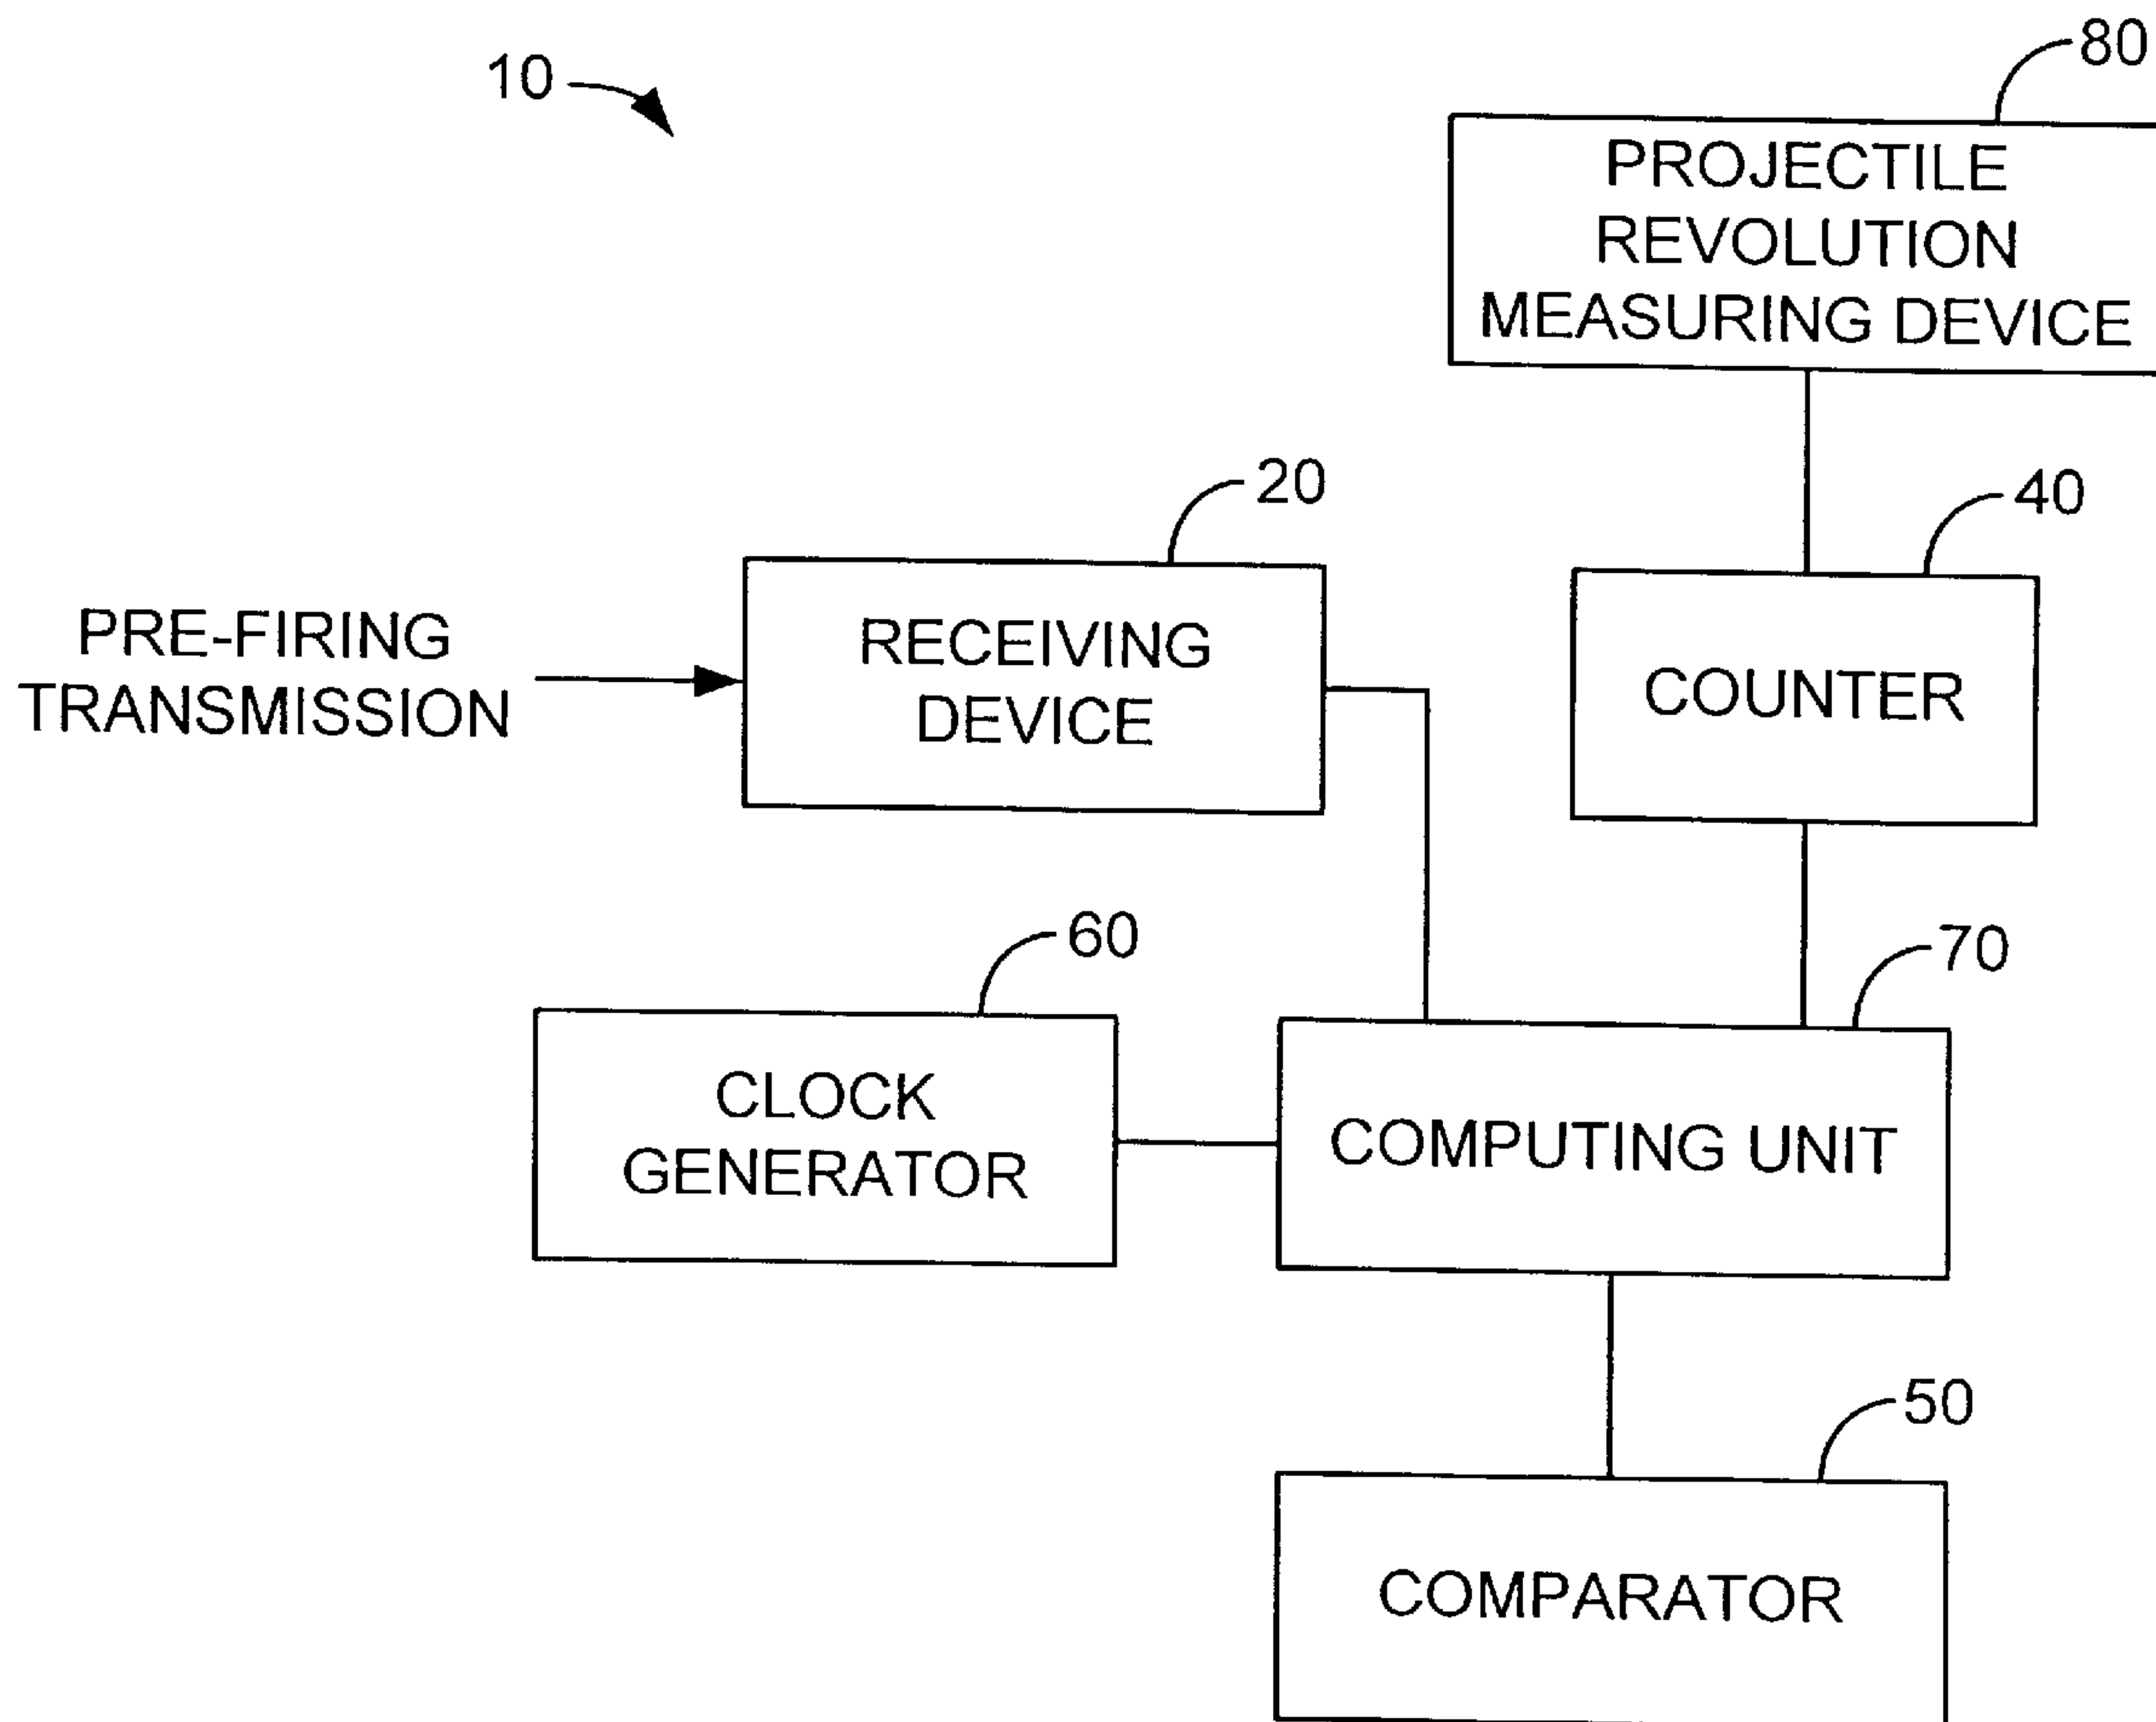 10
80
PROJECTILE
REVOLUTION
MEASURING DEVICE
20
40
PRE-FIRING
TRANSMISSION
RECEIVING
DEVICE
COUNTER
60
70
CLOCK
GENERATOR
COMPUTING UNIT
50
COMPARATOR